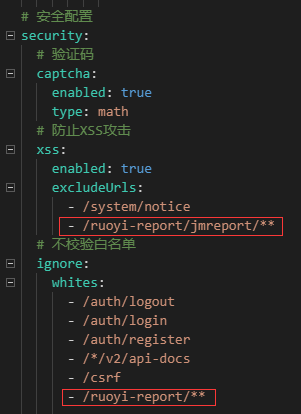 # 安全配置
security:
  # 验证码
  captcha:
    enabled: true
    type: math
  # 防止XSS攻击
  xss:
    enabled: true
    excludeUrls:
      - /system/notice
      - /ruoyi-report/jmreport/**
  # 不校验白名单
  ignore:
    whites:
      - /auth/logout
      - /auth/login
      - /auth/register
      - /*/v2/api-docs
      - /csrf
      - /ruoyi-report/**